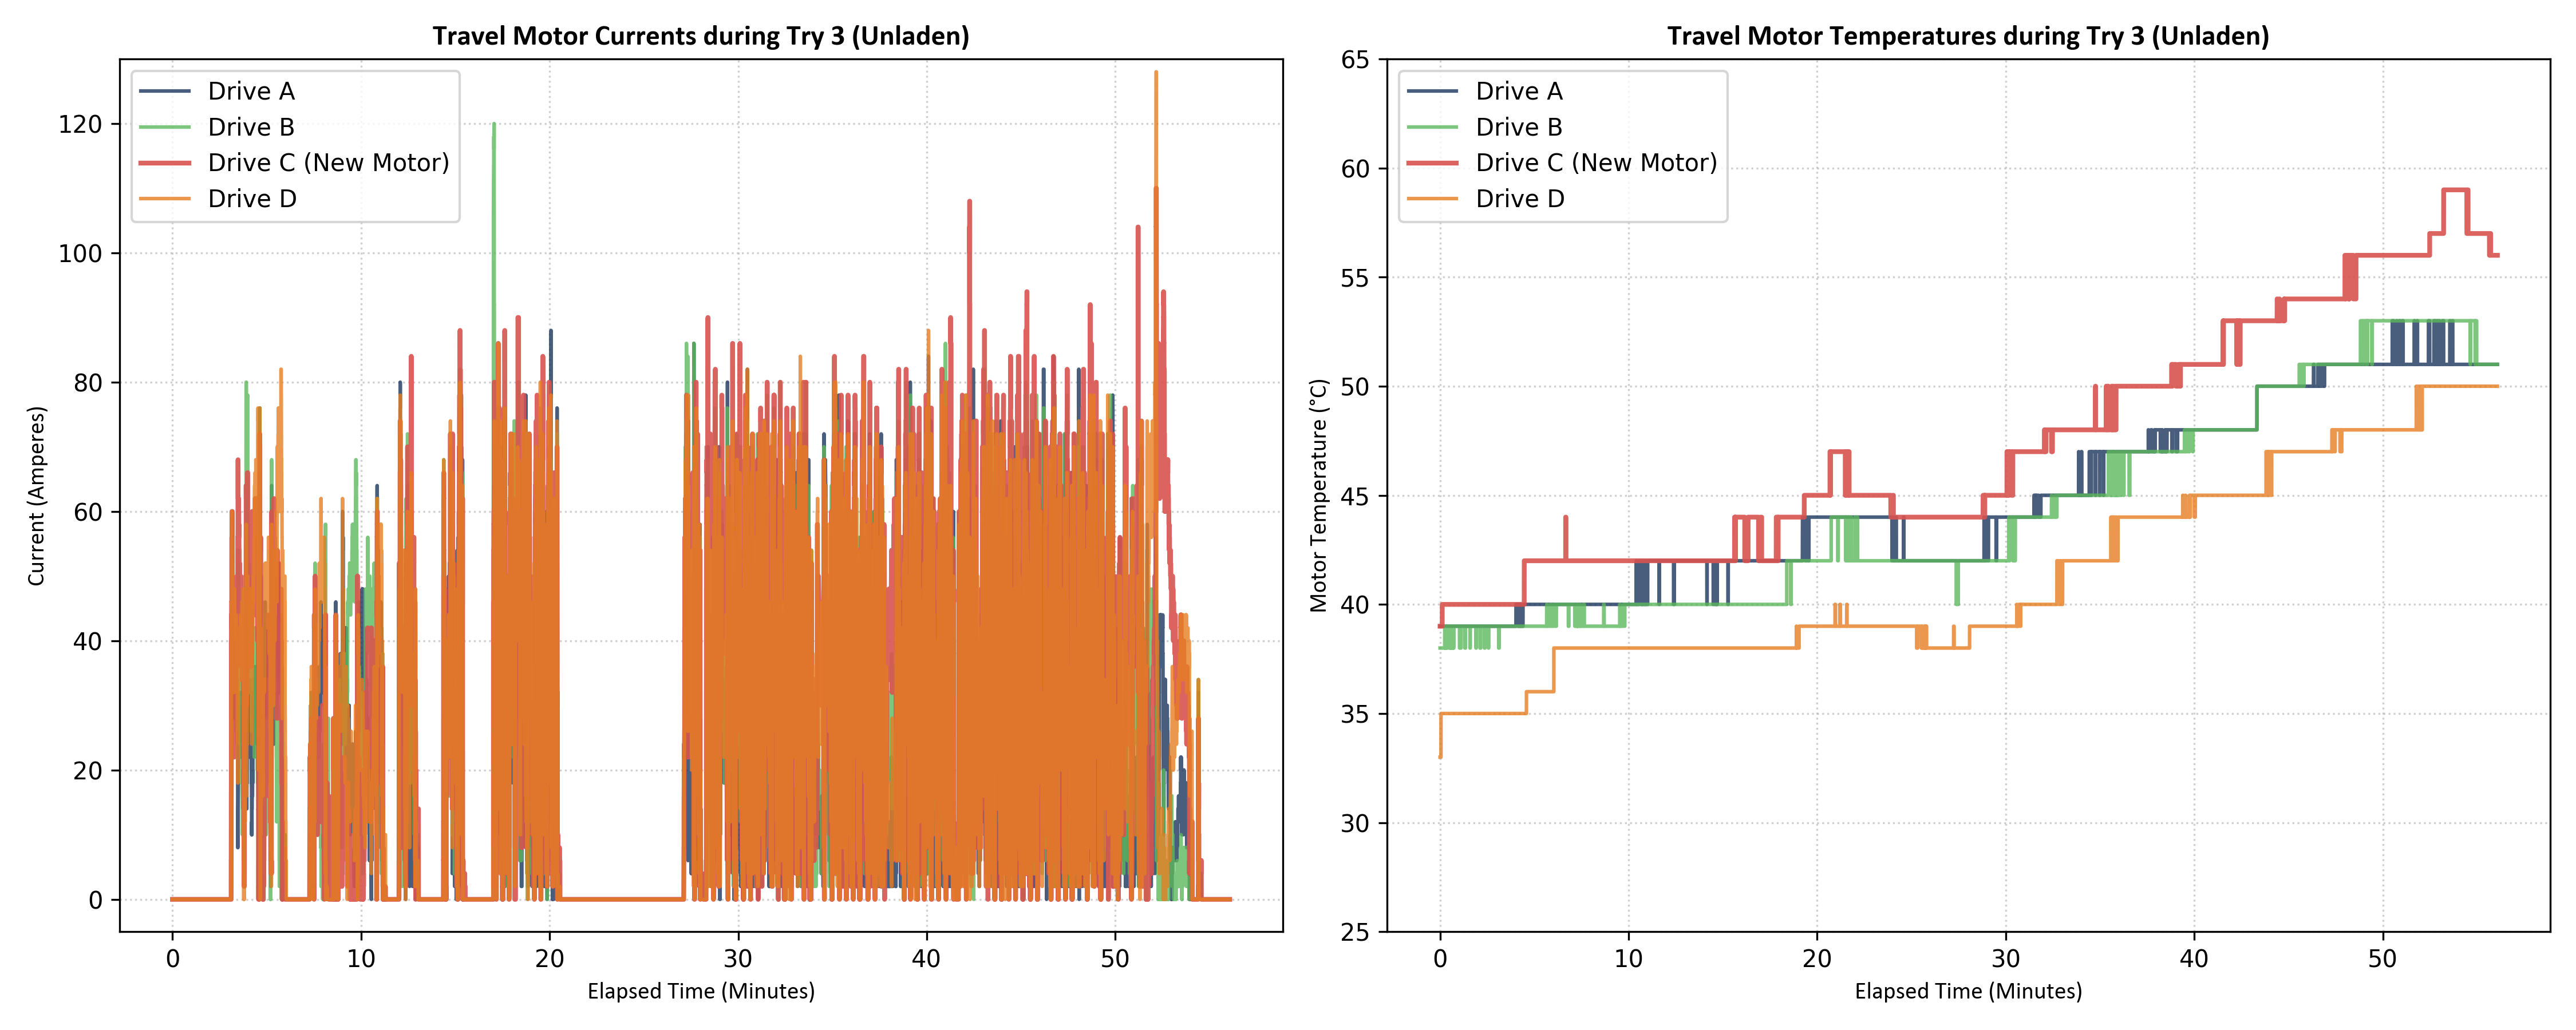 Travel Motor Currents during Try 3 (Unladen)
Drive A
Drive B
Drive C (New Motor)
Drive D
Current (Amperes)
120
100
80
60
40
20
0
0 10 20 30 40 50
Elapsed Time (Minutes)
Travel Motor Temperatures during Try 3 (Unladen)
Drive A
Drive B
Drive C (New Motor)
Drive D
Motor Temperature (°C)
65
60
55
50
45
40
35
30
25
0 10 20 30 40 50
Elapsed Time (Minutes)